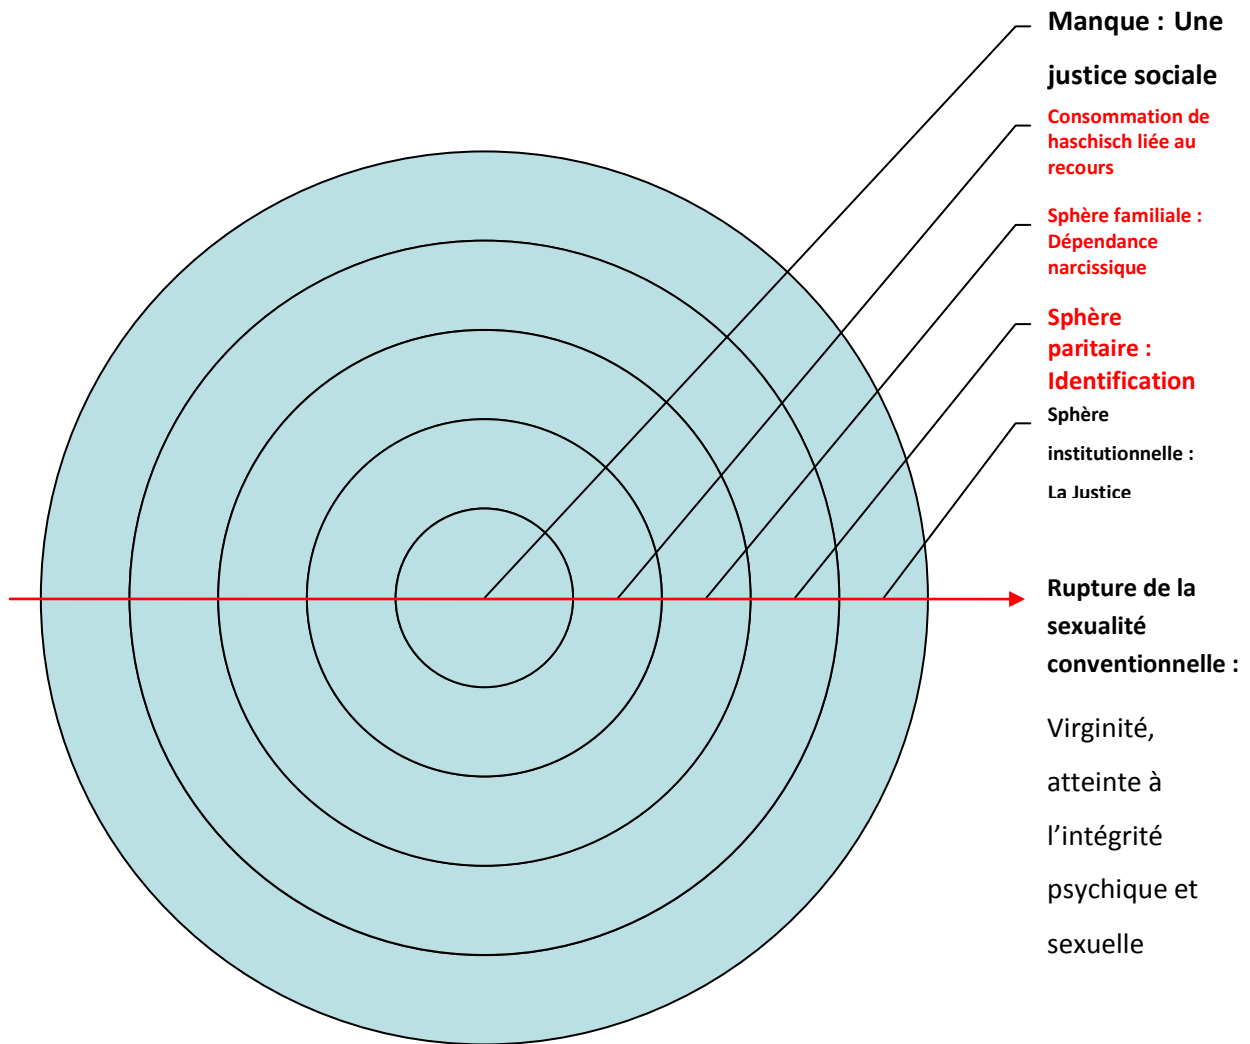 Manque : Une
justice sociale
Consommation de
haschisch liée au
recours
Sphère familiale :
Dépendance
narcissique
Sphère
paritaire :
Identification
Sphère
institutionnelle :
La Justice
Rupture de la
sexualité
conventionnelle :
Virginité,
atteinte à
l’intégrité
psychique et
sexuelle